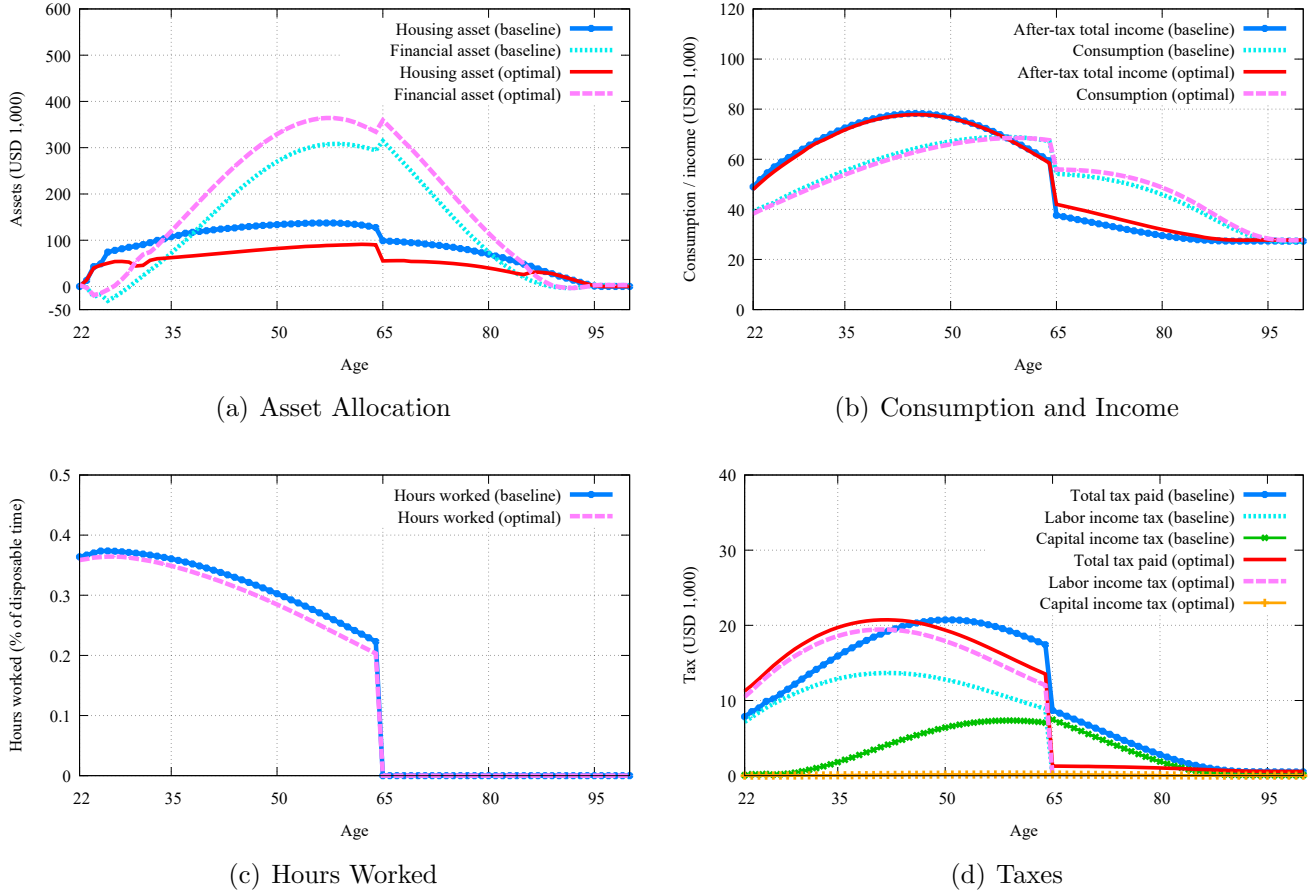 600
500
400
300
200
100
0
-50
22
35
50
65
80
95
Assets (USD 1,000)
Age
Housing asset (baseline)
Financial asset (baseline)
Housing asset (optimal)
Financial asset (optimal)
(a) Asset Allocation
120
100
80
60
40
20
0
22
35
50
65
80
95
Consumption / income (USD 1,000)
Age
After-tax total income (baseline)
Consumption (baseline)
After-tax total income (optimal)
Consumption (optimal)
(b) Consumption and Income
0.5
0.4
0.3
0.2
0.1
0
22
35
50
65
80
95
Hours worked (% of disposable time)
Age
Hours worked (baseline)
Hours worked (optimal)
(c) Hours Worked
40
30
20
10
0
22
35
50
65
80
95
Tax (USD 1,000)
Age
Total tax paid (baseline)
Labor income tax (baseline)
Capital income tax (baseline)
Total tax paid (optimal)
Labor income tax (optimal)
Capital income tax (optimal)
(d) Taxes